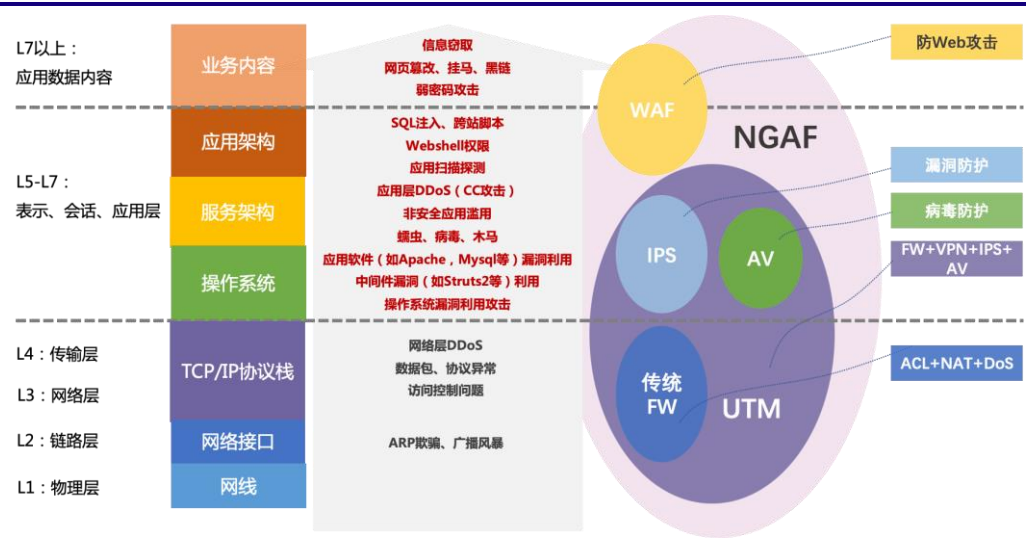 L7以上：
应用数据内容
业务内容
信息窃取
网页篡改、挂马、黑链
弱密码攻击
WAF
防Web攻击
NGAF
L5-L7：
表示、会话、应用层
应用架构
服务架构
操作系统
SQL注入、跨站脚本
Webshell权限
应用扫描探测
应用层DDoS（CC攻击）
非安全应用滥用
蠕虫、病毒、木马
应用软件（如Apache，Mysql等）漏洞利用
中间件漏洞（如Struts2等）利用
操作系统漏洞利用攻击
IPS
AV
漏洞防护
病毒防护
FW+VPN+IPS+
AV
L4：传输层
L3：网络层
TCP/IP协议栈
网络层DDoS
数据包、协议异常
访问控制问题
传统
FW
UTM
ACL+NAT+DoS
L2：链路层
网络接口
ARP欺骗、广播风暴
L1：物理层
网线